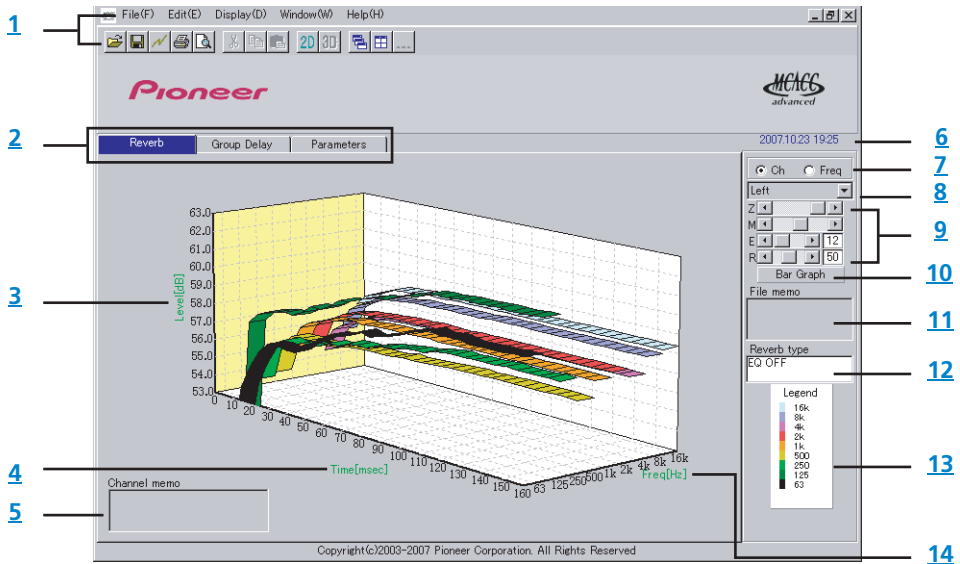 File(F) Edit(E) Display(D) Window(W) Help(H)
1
2D 3D
Pioneer
MCACC
advanced
2
Reverb Group Delay Parameters
2007.10.23 19:25
6
Ch Freq
7
Left
8
Z
M
E 12
R 50
9
Bar Graph
10
File memo
11
Reverb type
EQ OFF
12
Legend
16k
8k
4k
2k
1k
500
250
125
63
13
3
Level[dB]
63.0
62.0
61.0
60.0
59.0
58.0
57.0
56.0
55.0
54.0
53.0
0 10 20 30 40 50 60 70 80 90 100 110 120 130 140 150 160
63 125 250 500 1k 2k 4k 8k 16k
4
Time[msec]
Freq[Hz]
14
Channel memo
5
Copyright(c)2003-2007 Pioneer Corporation. All Rights Reserved